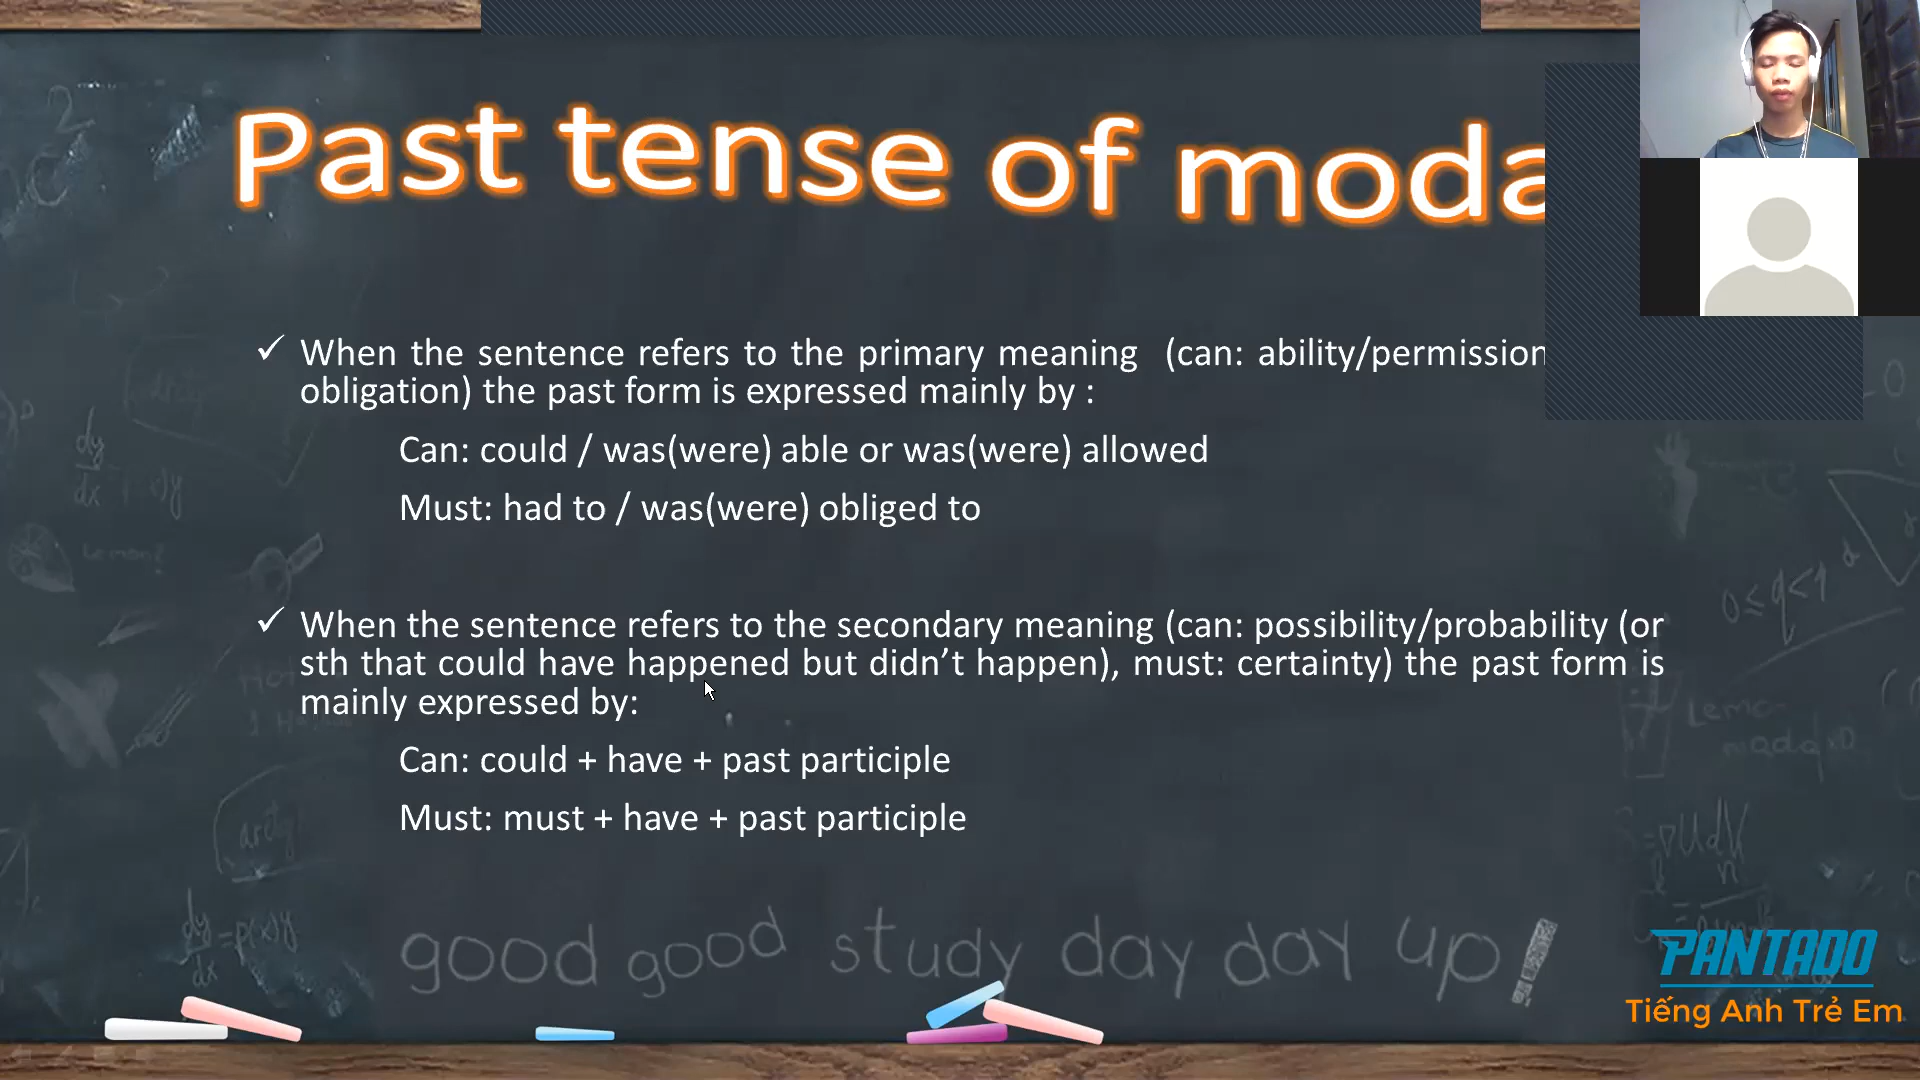 Past tense of moda
When the sentence refers to the primary meaning (can: ability/permission
obligation) the past form is expressed mainly by :
Can: could / was(were) able or was(were) allowed
Must: had to / was(were) obliged to
When the sentence refers to the secondary meaning (can: possibility/probability (or
sth that could have happened but didn’t happen), must: certainty) the past form is
mainly expressed by:
Can: could + have + past participle
Must: must + have + past participle
good good study day day up!
PANTADO
Tiếng Anh Trẻ Em